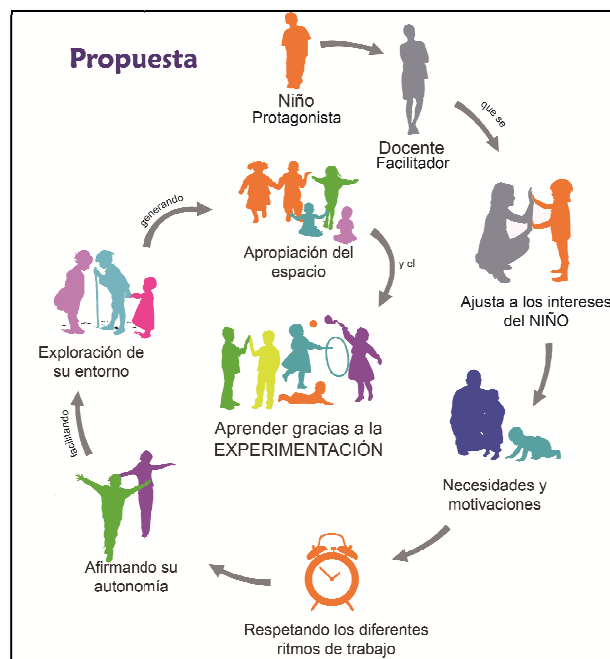 Propuesta
Niño
Protagonista
Docente
Facilitador
que se
Ajusta a los intereses
del NIÑO
Necesidades y
motivaciones
Respetando los diferentes
ritmos de trabajo
Afirmando su
autonomía
facilitando
Exploración de
su entorno
generando
Apropiación del
espacio
y el
Aprender gracias a la
EXPERIMENTACIÓN